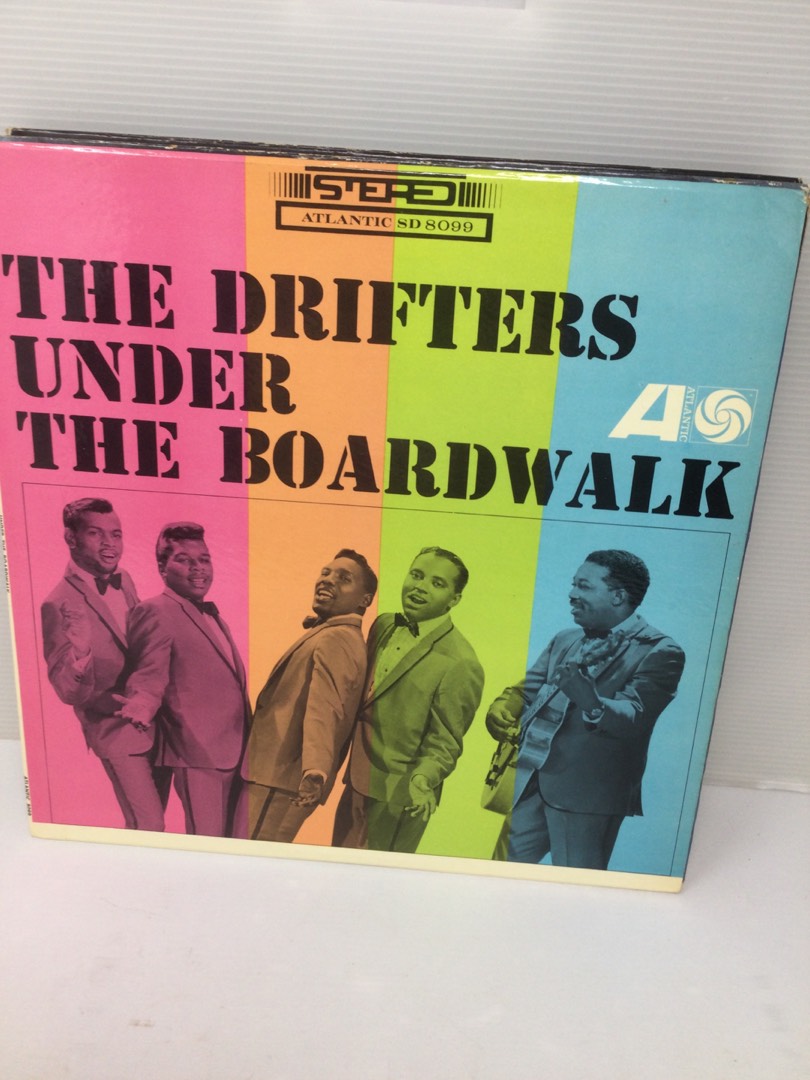 STEREO
ATLANTIC SD 8099
THE DRIFTERS
UNDER
THE BOARDWALK
A
ATLANTIC